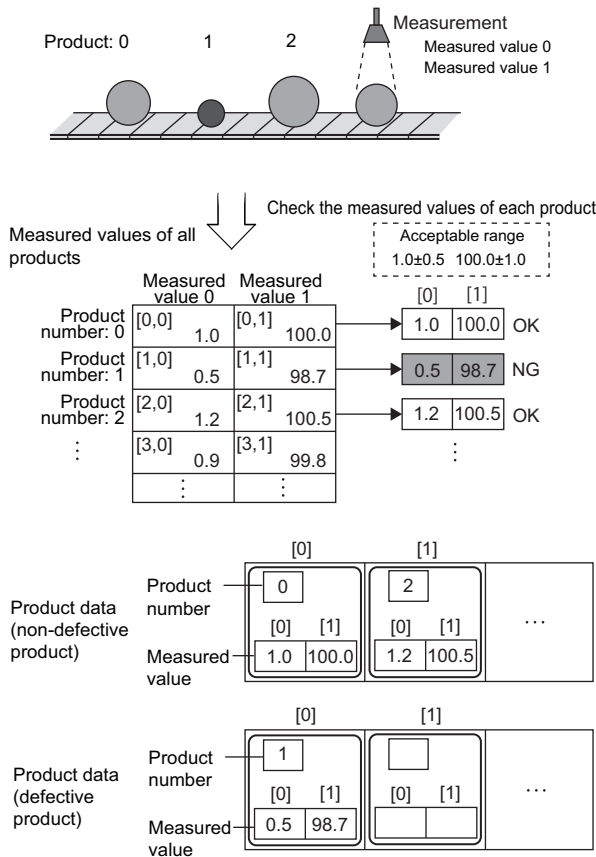 Product: 0 1 2
Measurement
Measured value 0
Measured value 1
Check the measured values of each product
Measured values of all
products
Acceptable range
1.0±0.5 100.0±1.0
Measured
value 0
Measured
value 1
[0] [1]
Product
number: 0
[0,0] 1.0
[0,1] 100.0
1.0 100.0 OK
Product
number: 1
[1,0] 0.5
[1,1] 98.7
0.5 98.7 NG
Product
number: 2
[2,0] 1.2
[2,1] 100.5
1.2 100.5 OK
[3,0] 0.9
[3,1] 99.8
[0] [1]
Product data
(non-defective
product)
Product
number
0 2
[0] [1] [0] [1]
Measured
value
1.0 100.0 1.2 100.5
...
[0] [1]
Product data
(defective
product)
Product
number
1
[0] [1] [0] [1]
Measured
value
0.5 98.7
...